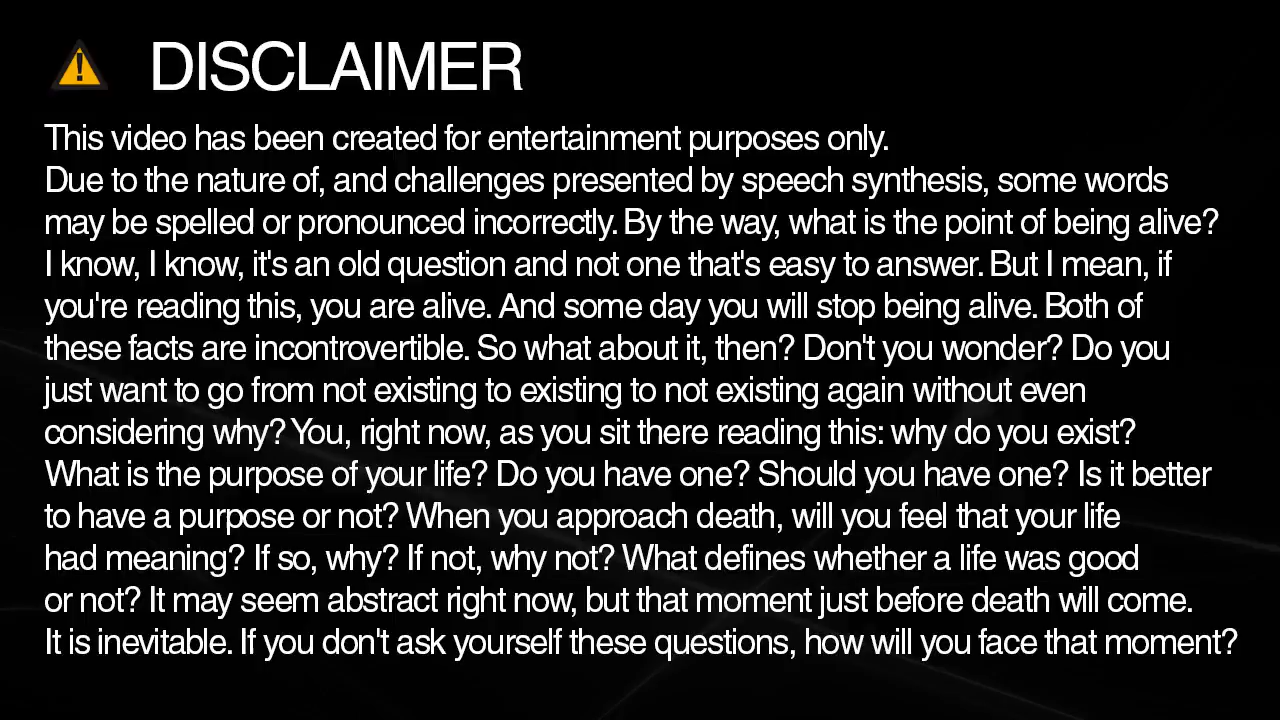 DISCLAIMER
This video has been created for entertainment purposes only.
Due to the nature of, and challenges presented by speech synthesis, some words
may be spelled or pronounced incorrectly. By the way, what is the point of being alive?
I know, I know, it's an old question and not one that's easy to answer. But I mean, if
you're reading this, you are alive. And some day you will stop being alive. Both of
these facts are incontrovertible. So what about it, then? Don't you wonder? Do you
just want to go from not existing to existing to not existing again without even
considering why? You, right now, as you sit there reading this: why do you exist?
What is the purpose of your life? Do you have one? Should you have one? Is it better
to have a purpose or not? When you approach death, will you feel that your life
had meaning? If so, why? If not, why not? What defines whether a life was good
or not? It may seem abstract right now, but that moment just before death will come.
It is inevitable. If you don't ask yourself these questions, how will you face that moment?